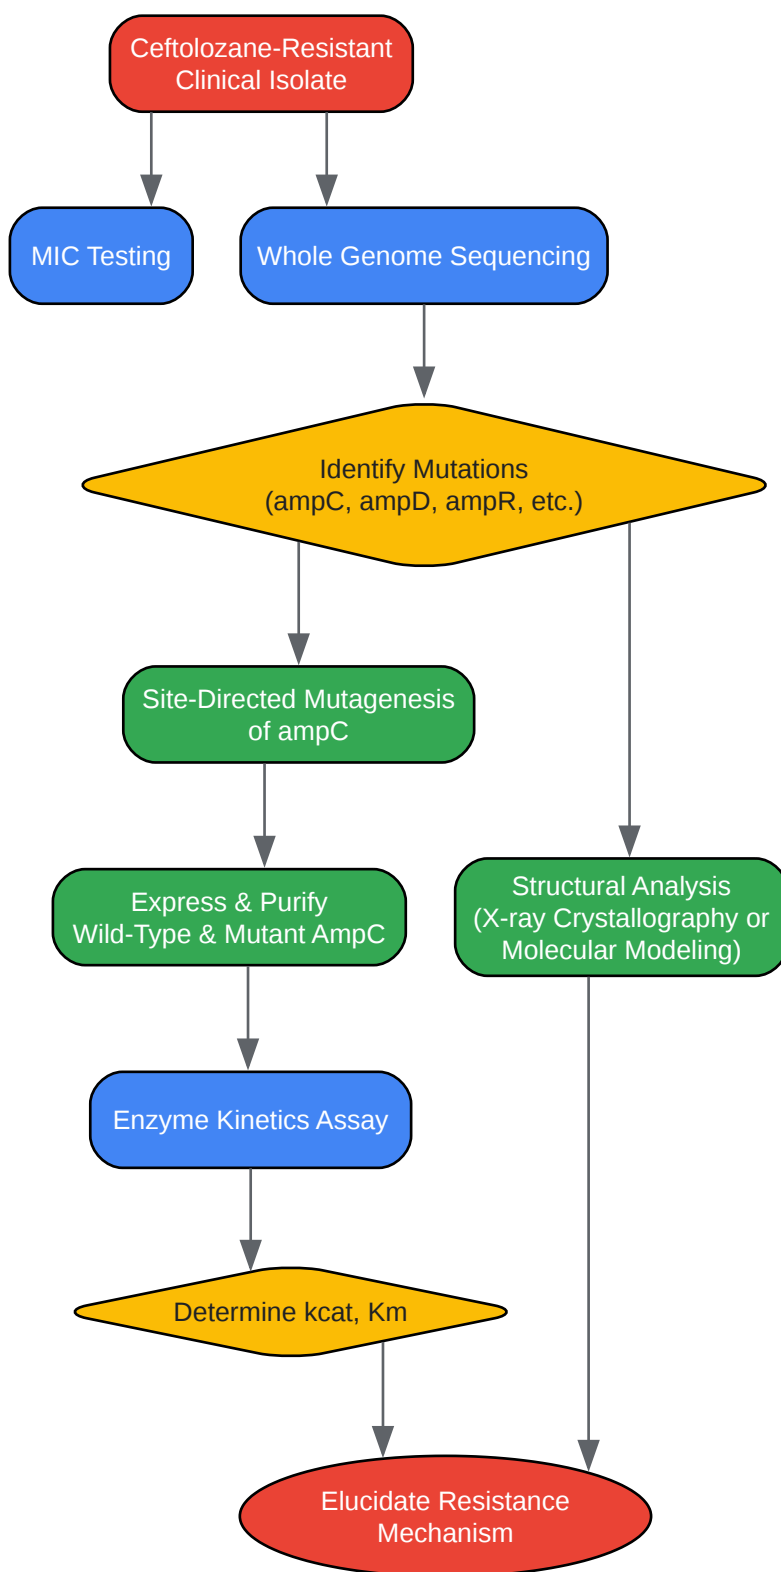 Ceftolozane-Resistant
Clinical Isolate
MIC Testing
Whole Genome Sequencing
Identify Mutations
(ampC, ampD, ampR, etc.)
Site-Directed Mutagenesis
of ampC
Express & Purify
Wild-Type & Mutant AmpC
Structural Analysis
(X-ray Crystallography or
Molecular Modeling)
Enzyme Kinetics Assay
Determine kcat, Km
Elucidate Resistance
Mechanism